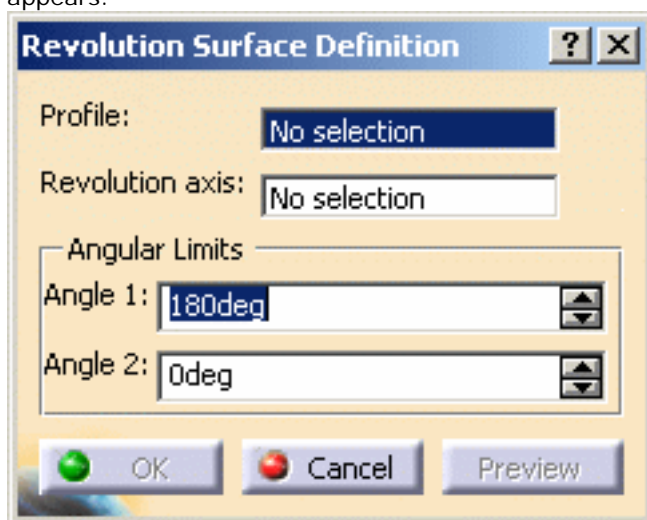 appears.
Revolution Surface Definition ? X
Profile: No selection
Revolution axis: No selection
Angular Limits
Angle 1: 180deg
Angle 2: 0deg
OK Cancel Preview